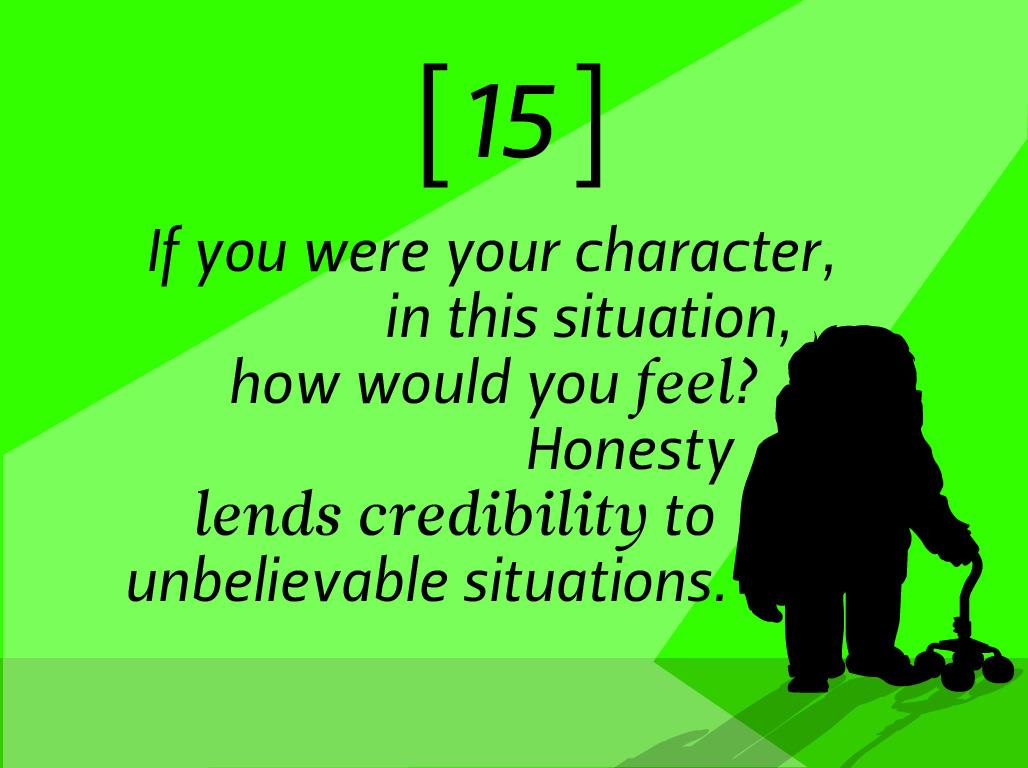 [ 15 ]
If you were your character,
in this situation,
how would you feel?
Honesty
lends credibility to
unbelievable situations.